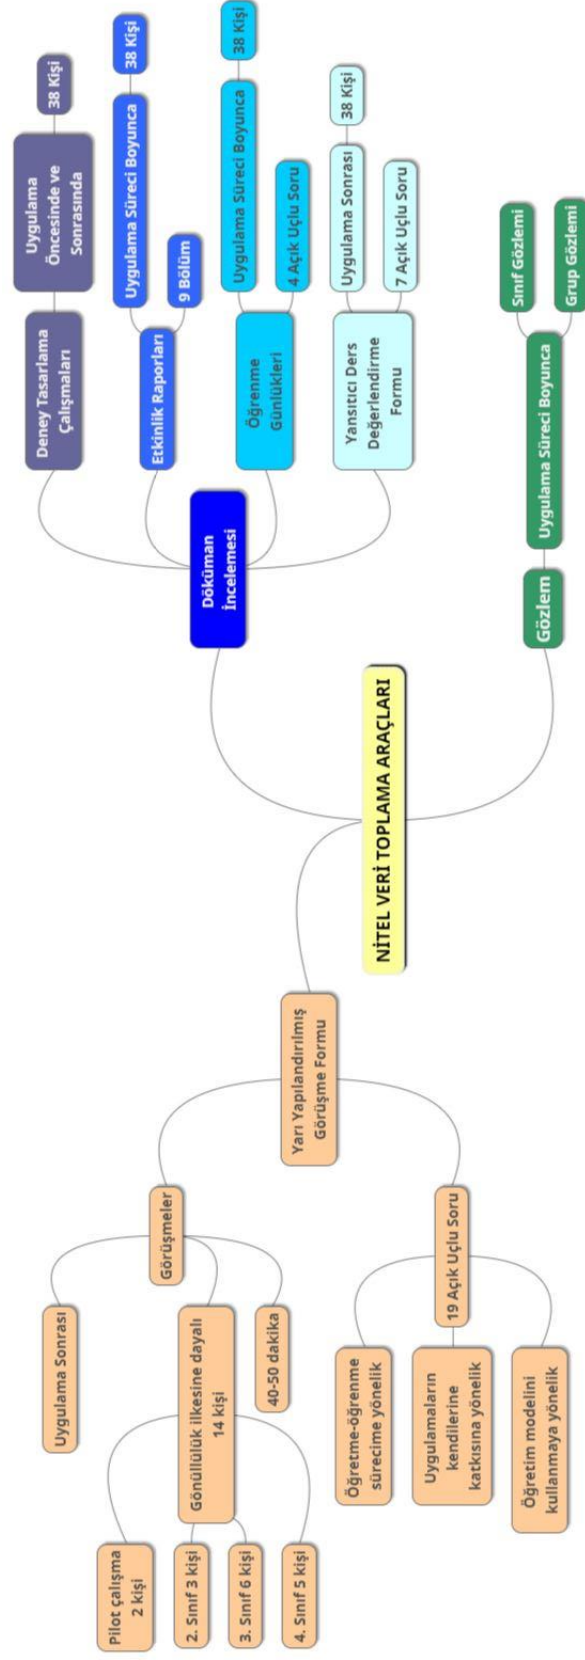 NİTEL VERİ TOPLAMA ARAÇLARI
Yarı Yapılandırılmış
Görüşme Formu
Görüşmeler
Uygulama Sonrası
Gönüllülük ilkesine dayalı
14 kişi
Pilot çalışma
2 kişi
2. Sınıf 3 kişi
3. Sınıf 6 kişi
4. Sınıf 5 kişi
40-50 dakika
19 Açık Uçlu Soru
Öğretme-öğrenme
sürecime yönelik
Uygulamaların
kendilerine
katkısına yönelik
Öğretim modelini
kullanmaya yönelik
Döküman
İncelemesi
Deney Tasarlama
Çalışmaları
Uygulama
Öncesinde ve
Sonrasında
38 Kişi
Etkinlik Raporları
Uygulama Süreci Boyunca
38 Kişi
9 Bölüm
Öğrenme
Günlükleri
Uygulama Süreci Boyunca
38 Kişi
4 Açık Uçlu Soru
Yansıtıcı Ders
Değerlendirme
Formu
Uygulama Sonrası
38 Kişi
7 Açık Uçlu Soru
Gözlem
Uygulama Süreci Boyunca
Sınıf Gözlemi
Grup Gözlemi